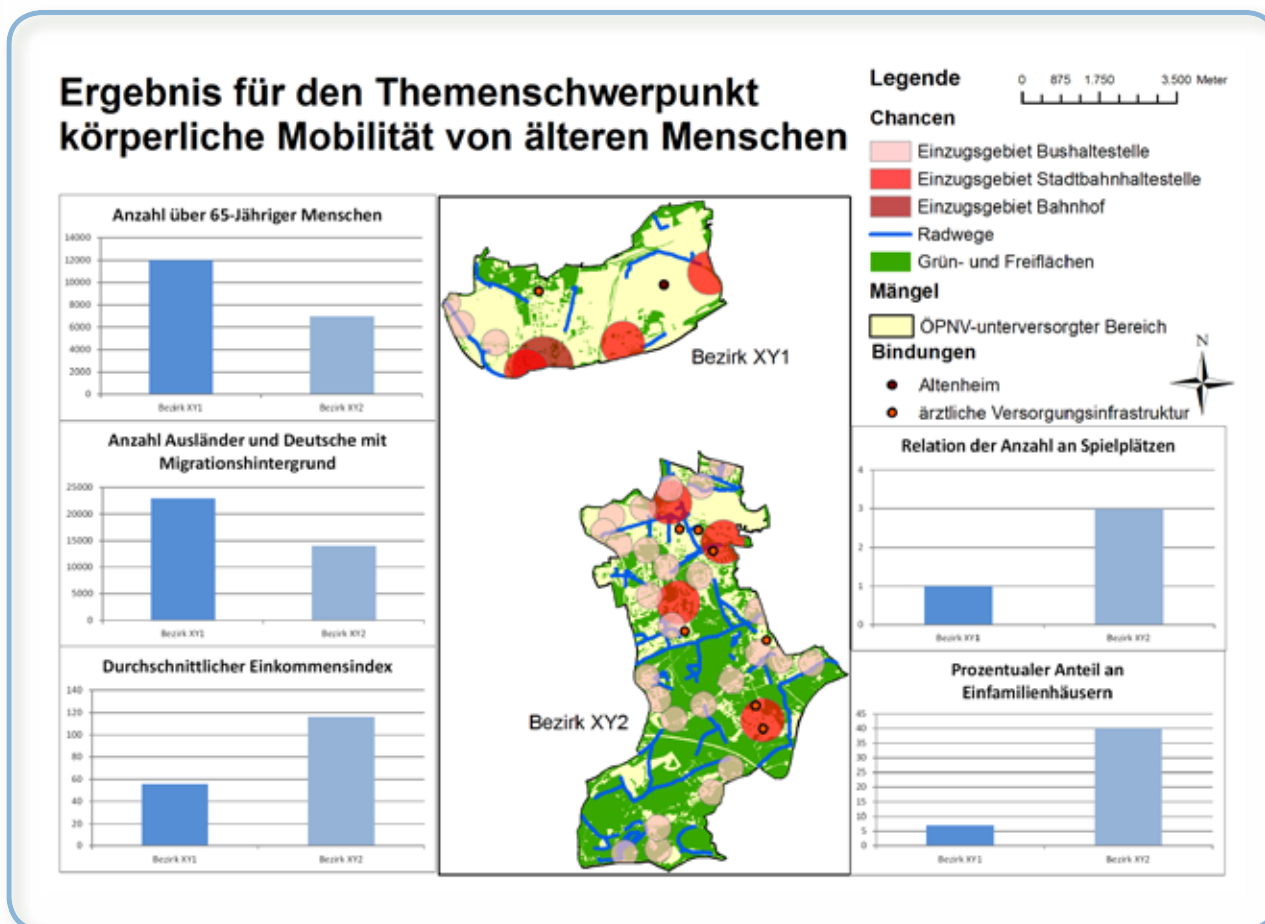 Ergebnis für den Themenschwerpunkt
körperliche Mobilität von älteren Menschen
Legende
0 875 1.750 3.500 Meter
Chancen
Einzugsgebiet Bushaltestelle
Einzugsgebiet Stadtbahnhaltestelle
Einzugsgebiet Bahnhof
Radwege
Grün- und Freiflächen
Mängel
ÖPNV-unterversorgter Bereich
Bindungen
Altenheim
ärztliche Versorgungsinfrastruktur
N
Anzahl über 65-Jähriger Menschen
14000
12000
10000
8000
6000
4000
2000
0
Bezirk XY1 Bezirk XY2
Anzahl Ausländer und Deutsche mit
Migrationshintergrund
25000
20000
15000
10000
5000
0
Bezirk XY1 Bezirk XY2
Durchschnittlicher Einkommensindex
140
120
100
80
60
40
20
0
Bezirk XY1 Bezirk XY2
Bezirk XY1
Bezirk XY2
Relation der Anzahl an Spielplätzen
4
3
2
1
0
Bezirk XY1 Bezirk XY2
Prozentualer Anteil an
Einfamilienhäusern
45
40
35
30
25
20
15
10
5
0
Bezirk XY1 Bezirk XY2